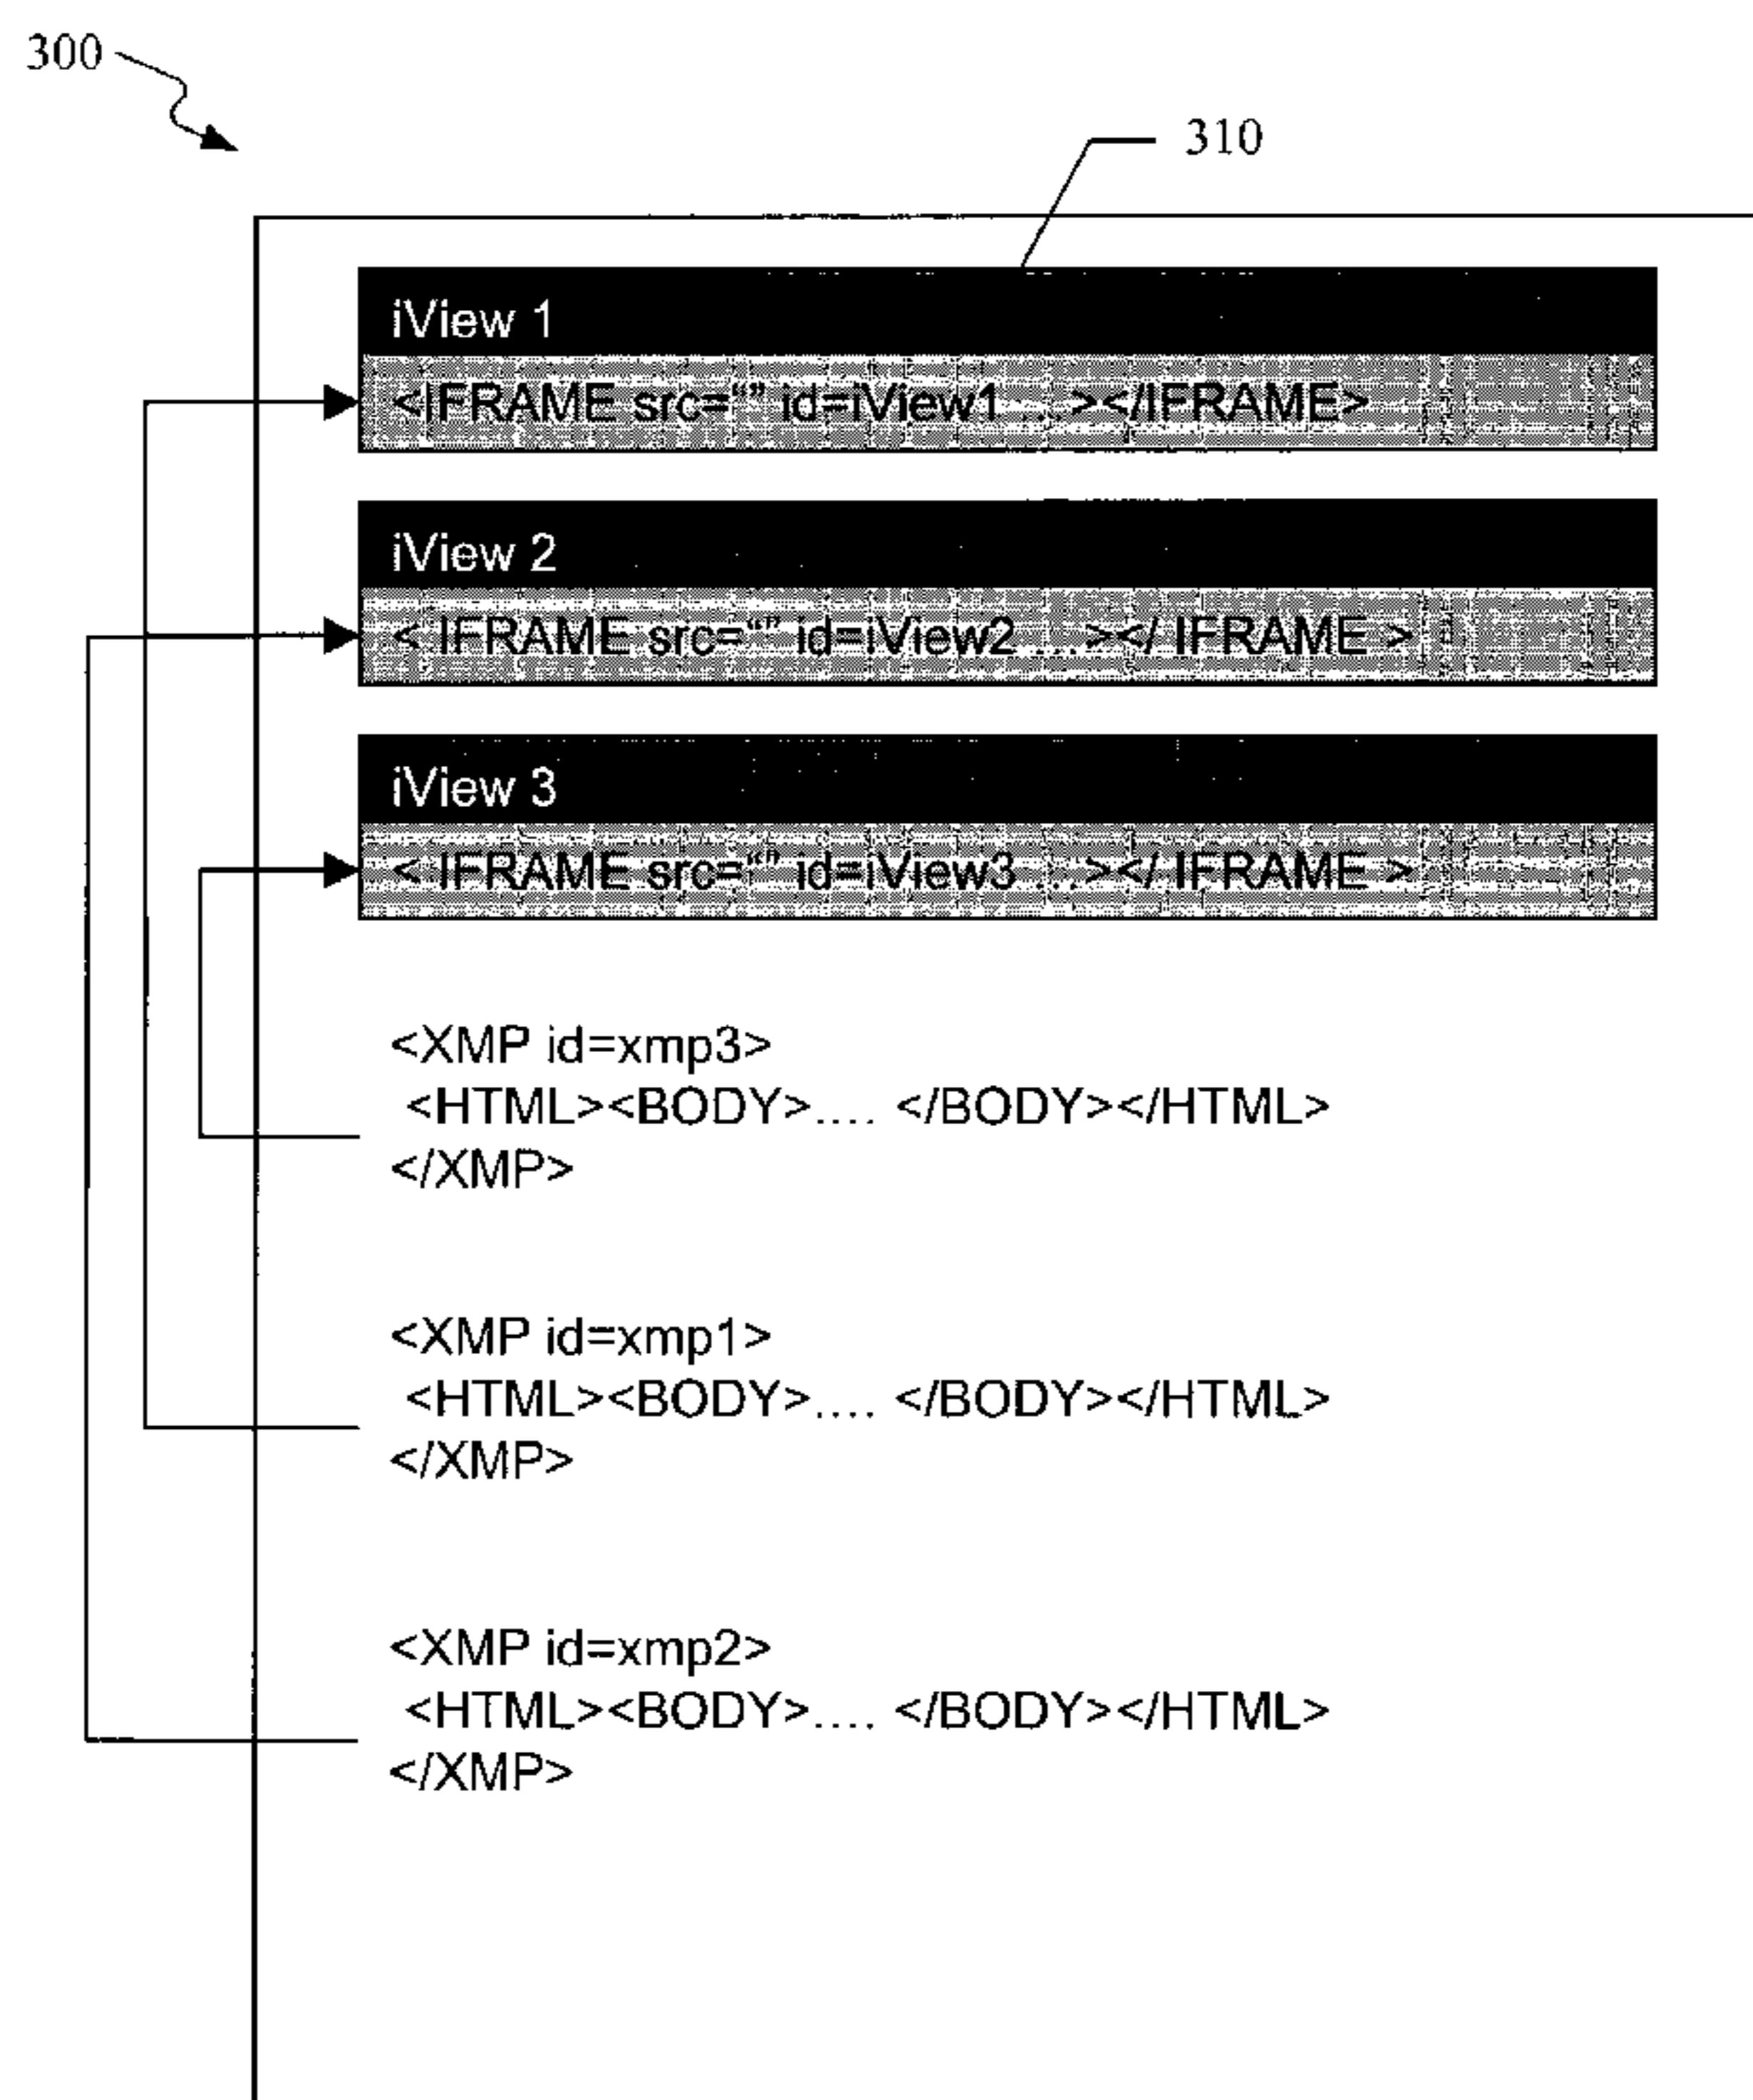 300
310
iView 1
<IFRAME src=“” id=iView1 ...></IFRAME>
iView 2
< IFRAME src=“” id=iView2 ...></ IFRAME >
iView 3
< IFRAME src=“” id=iView3 ...></ IFRAME >
<XMP id=xmp3>
<HTML><BODY>.... </BODY></HTML>
</XMP>
<XMP id=xmp1>
<HTML><BODY>.... </BODY></HTML>
</XMP>
<XMP id=xmp2>
<HTML><BODY>.... </BODY></HTML>
</XMP>